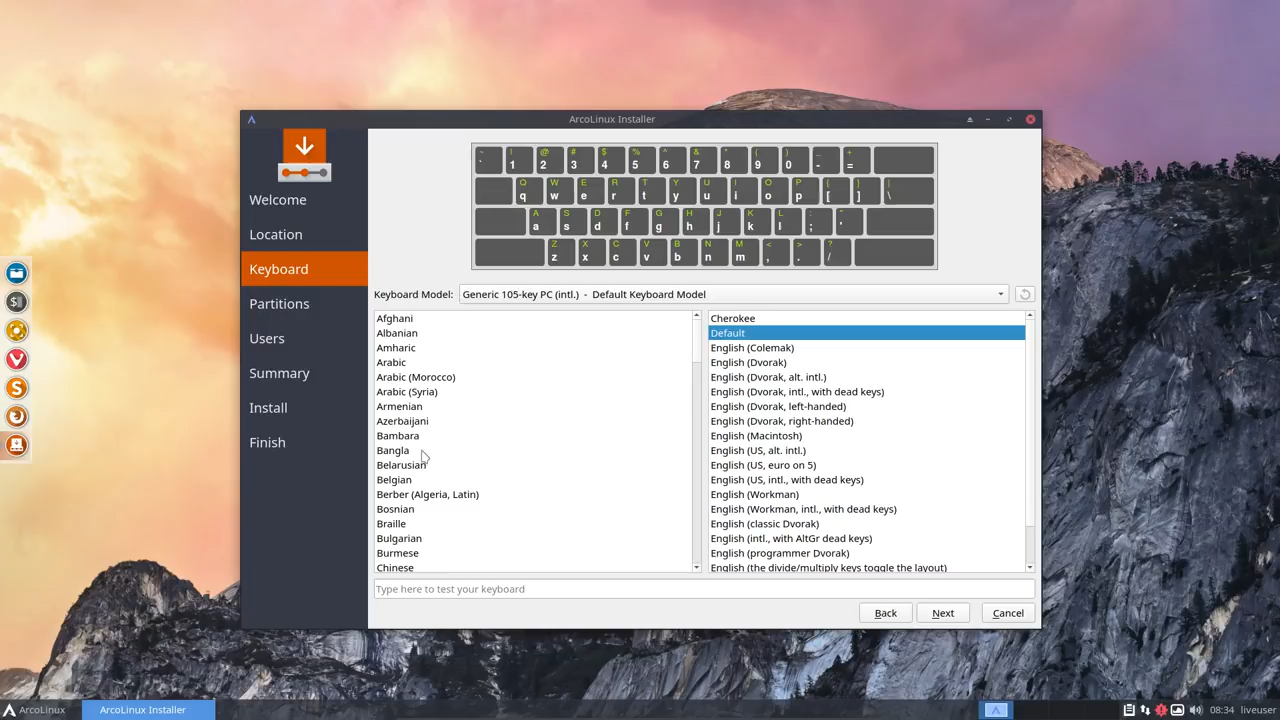 ArcoLinux Installer
Welcome
Location
Keyboard
Partitions
Users
Summary
Install
Finish
~ ! @ # $ % ^ & * ( ) _ +
` 1 2 3 4 5 6 7 8 9 0 - =
Q W E R T Y U I O P { } |
q w e r t y u i o p [ ] \
A S D F G H J K L : "
a s d f g h j k l ; '
Z X C V B N M < > ?
z x c v b n m , . /
Keyboard Model: Generic 105-key PC (intl.) - Default Keyboard Model
Afghani
Albanian
Amharic
Arabic
Arabic (Morocco)
Arabic (Syria)
Armenian
Azerbaijani
Bambara
Bangla
Belarusian
Belgian
Berber (Algeria, Latin)
Bosnian
Braille
Bulgarian
Burmese
Chinese
Cherokee
Default
English (Colemak)
English (Dvorak)
English (Dvorak, alt. intl.)
English (Dvorak, intl., with dead keys)
English (Dvorak, left-handed)
English (Dvorak, right-handed)
English (Macintosh)
English (US, alt. intl.)
English (US, euro on 5)
English (US, intl., with dead keys)
English (Workman)
English (Workman, intl., with dead keys)
English (classic Dvorak)
English (intl., with AltGr dead keys)
English (programmer Dvorak)
English (the divide/multiply keys toggle the layout)
Type here to test your keyboard
Back Next Cancel
ArcoLinux ArcoLinux Installer 08:34 liveuser